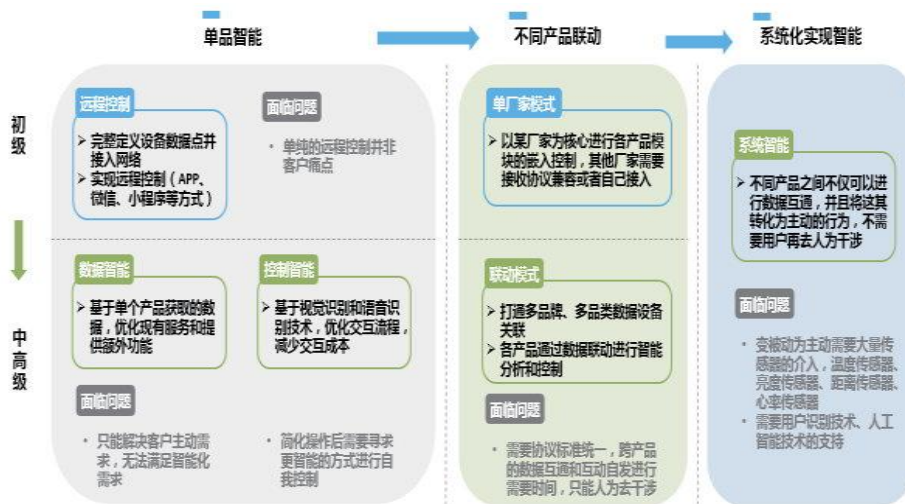 单品智能
不同产品联动
系统化实现智能
初级
中高级
远程控制
➢ 完整定义设备数据点并
接入网络
➢ 实现远程控制（APP、
微信、小程序等方式）
面临问题
• 单纯的远程控制并非
客户痛点
数据智能
➢ 基于单个产品获取的数
据，优化现有服务和提
供额外功能
面临问题
• 只能解决客户主动需
求，无法满足智能化
需求
控制智能
➢ 基于视觉识别和语音识
别技术，优化交互流程，
减少交互成本
• 简化操作后需要寻求
更智能的方式进行自
我控制
单厂家模式
➢ 以某厂家为核心进行各产品模
块的嵌入控制，其他厂家需要
接收协议兼容或者自己接入
联动模式
➢ 打通多品牌、多品类数据设备
关联
➢ 各产品通过数据联动进行智能
分析和控制
面临问题
• 需要协议标准统一，跨产品
的数据互通和互动自发进行
需要时间，只能人为去干涉
系统智能
➢ 不同产品之间不仅可以进
行数据互通，并且将这其
转化为主动的行为，不需
要用户再去人为干涉
面临问题
• 变被动为主动需要大量传
感器的介入，温度传感器、
亮度传感器、距离传感器、
心率传感器
• 需要用户识别技术、人工
智能技术的支持